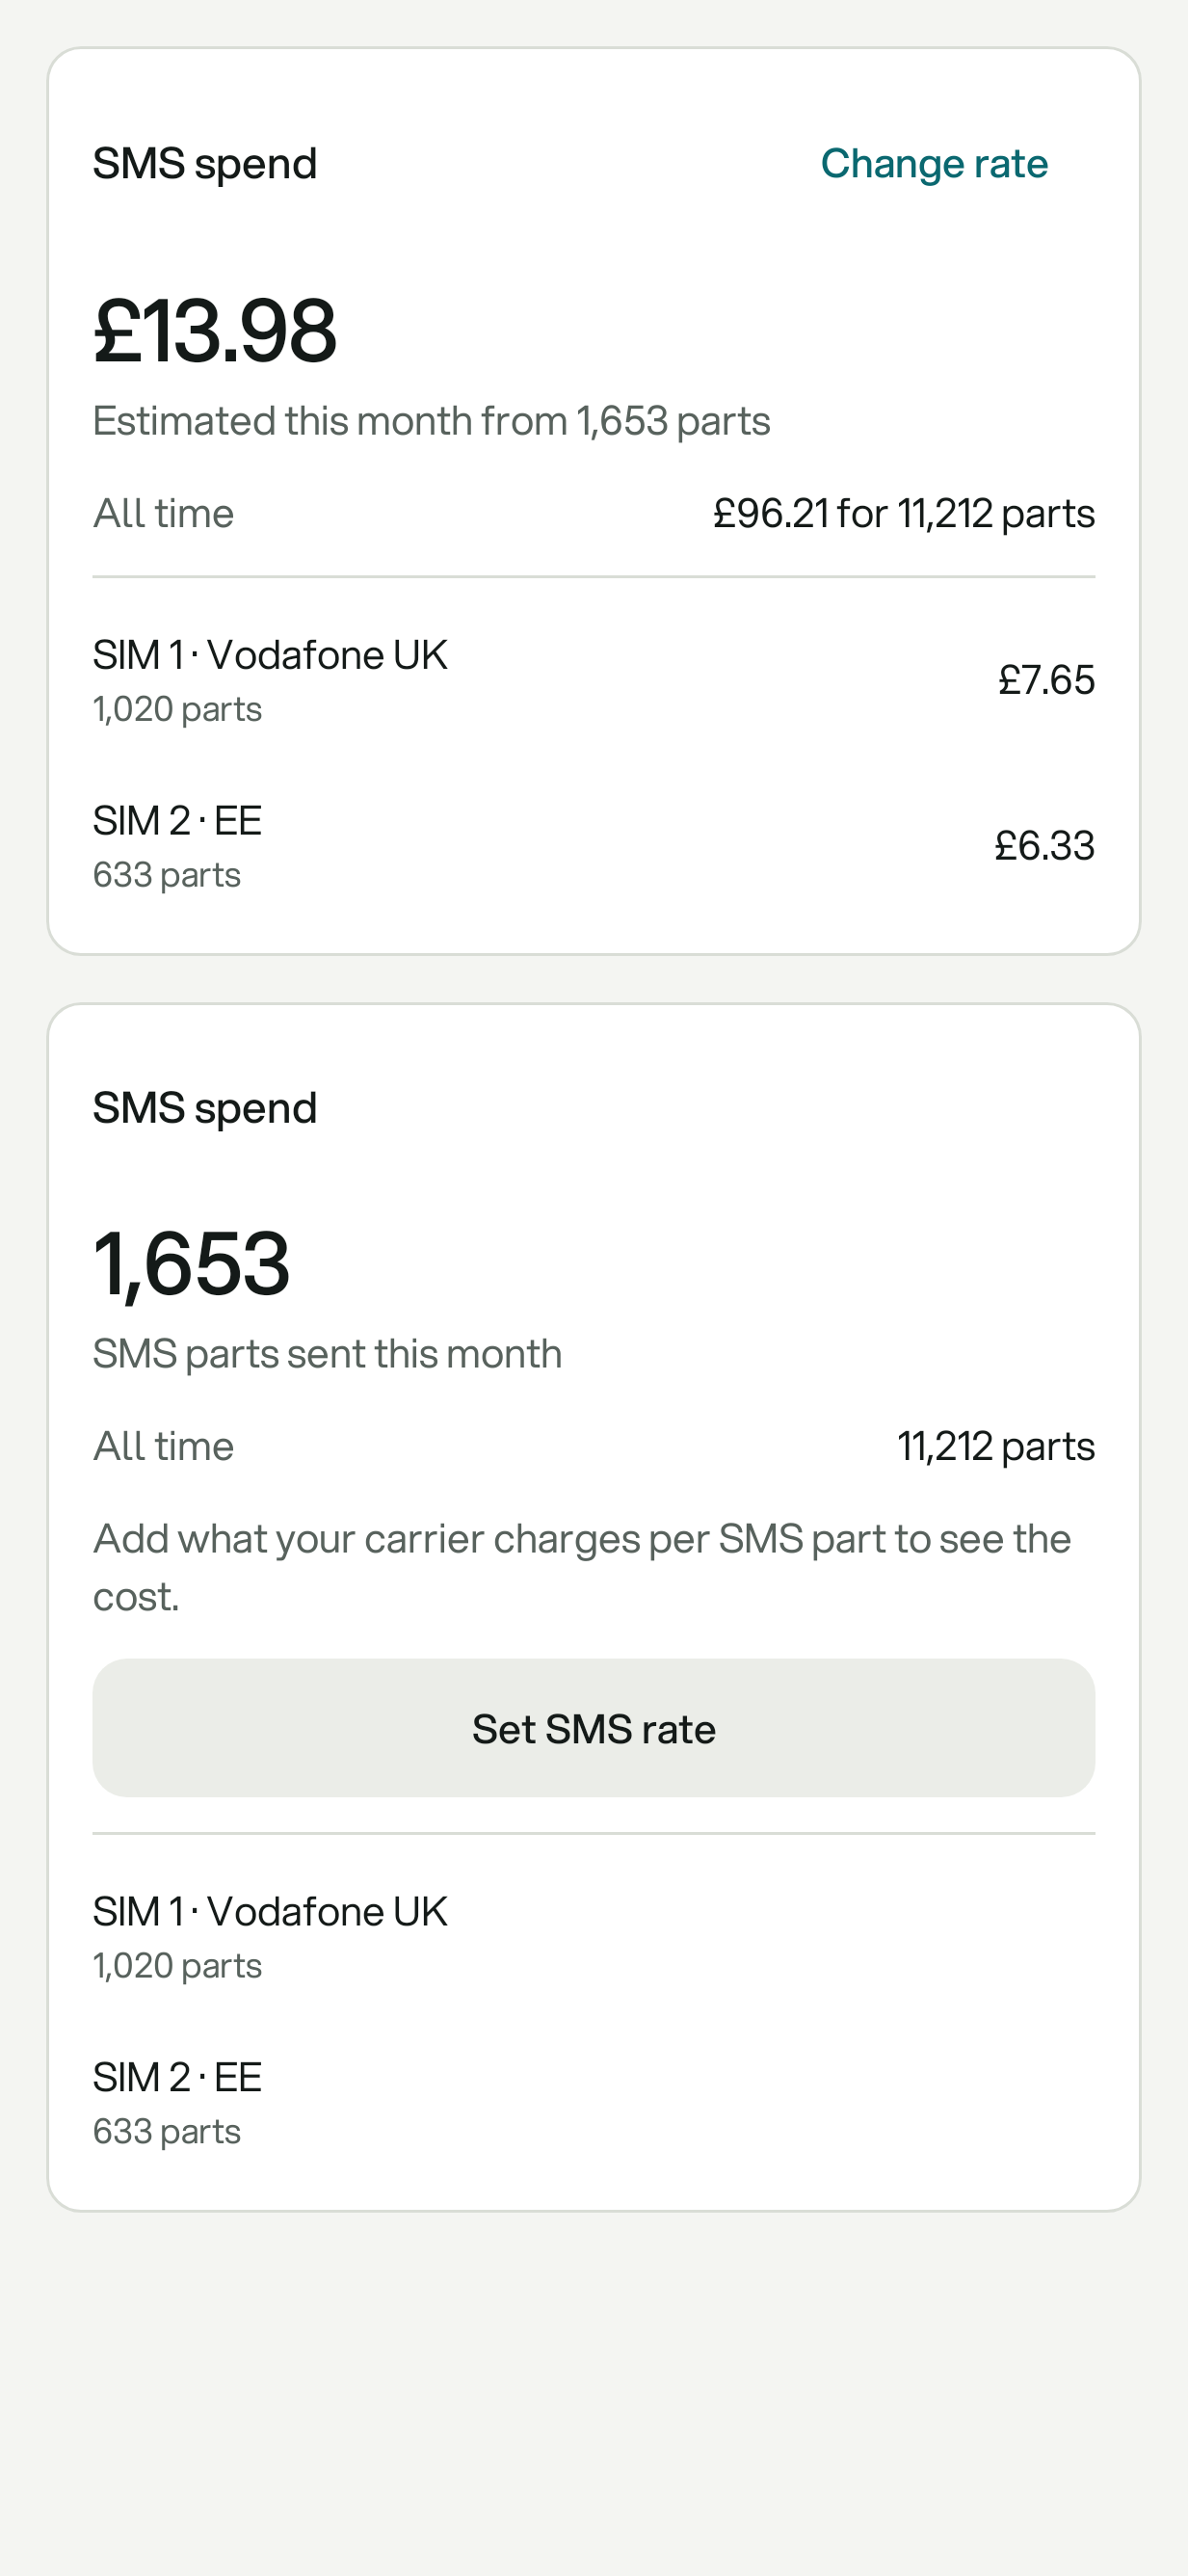 SMS spend
Change rate
£13.98
Estimated this month from 1,653 parts
All time
£96.21 for 11,212 parts
SIM 1 · Vodafone UK
1,020 parts
£7.65
SIM 2 · EE
633 parts
£6.33
SMS spend
1,653
SMS parts sent this month
All time
11,212 parts
Add what your carrier charges per SMS part to see the
cost.
Set SMS rate
SIM 1 · Vodafone UK
1,020 parts
SIM 2 · EE
633 parts